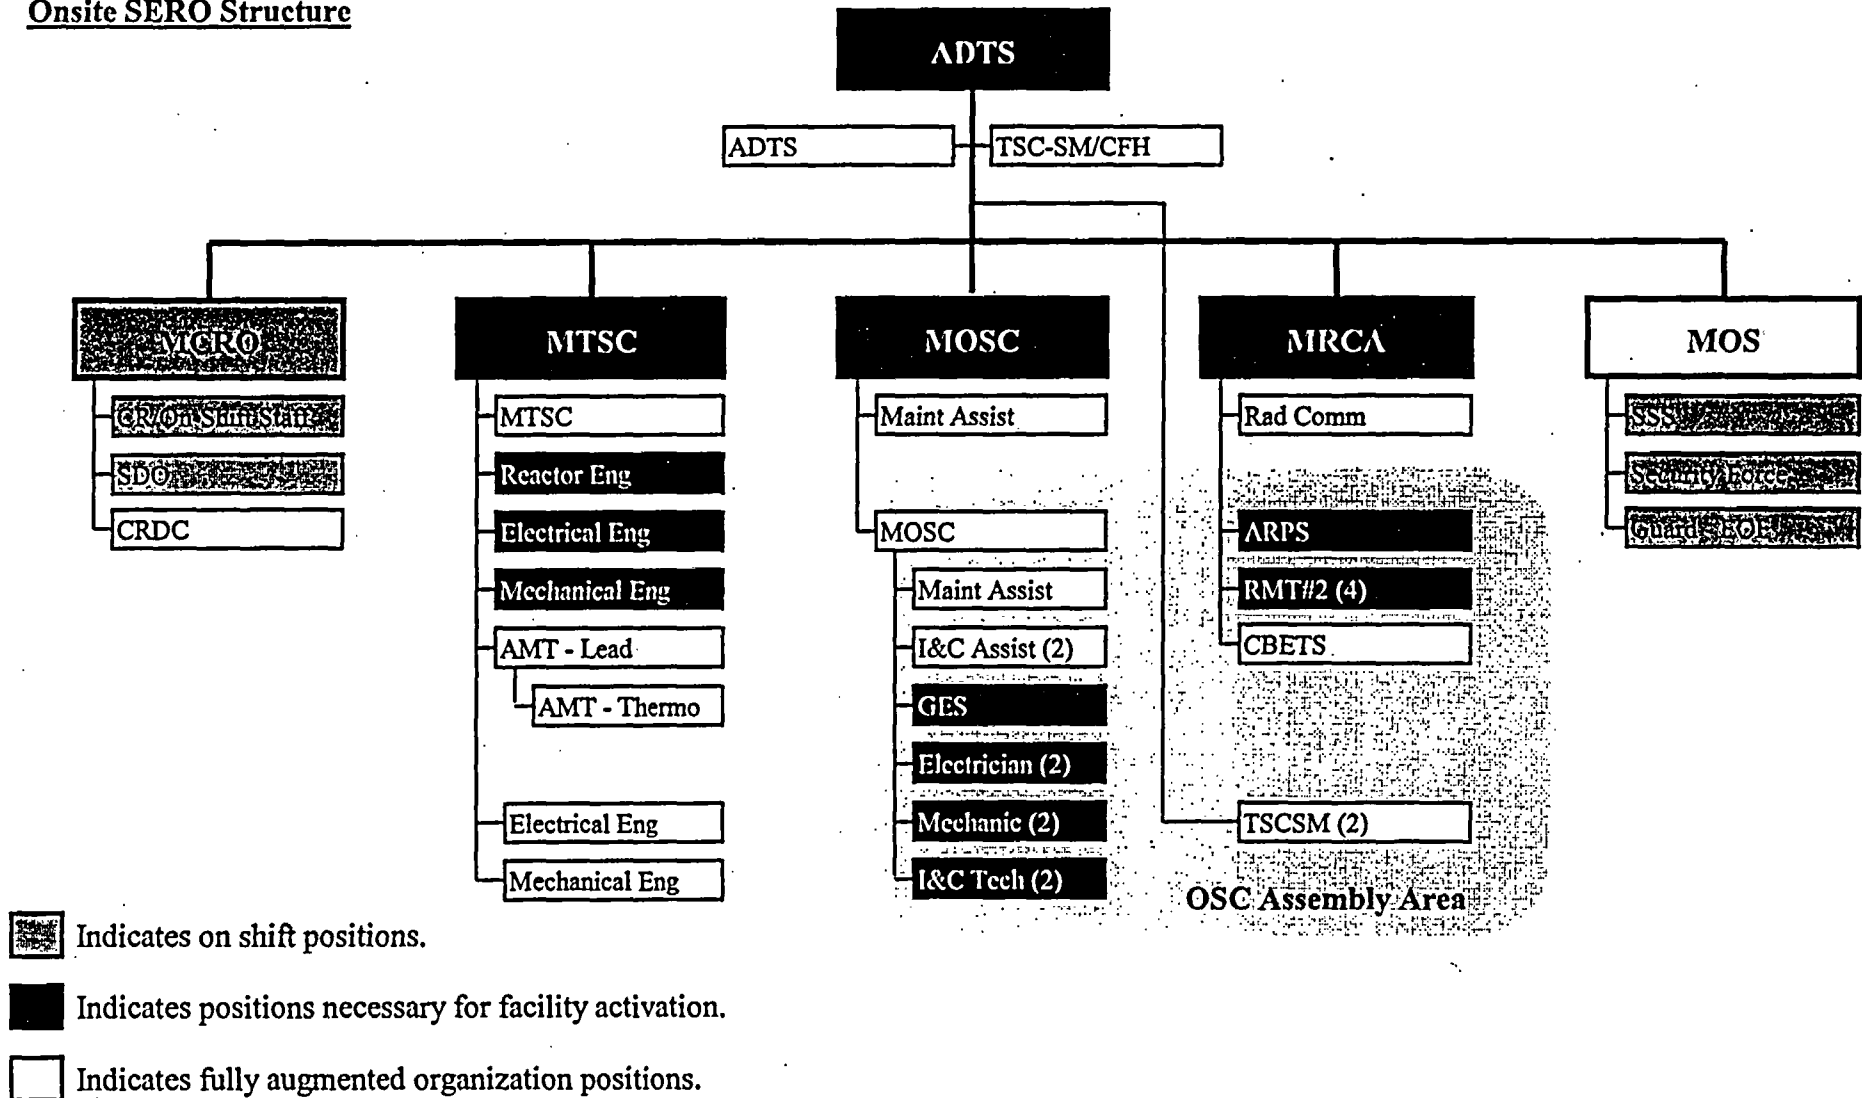 Onsite SERO Structure
ADTS
ADTS
TSC-SM/CFH
MCRO
MTSC
MOSC
MRCA
MOS
CR/On Shift Staff
SDO
CRDC
MTSC
Reactor Eng
Electrical Eng
Mechanical Eng
AMT - Lead
AMT - Thermo
Electrical Eng
Mechanical Eng
Maint Assist
MOSC
Maint Assist
I&C Assist (2)
GES
Electrician (2)
Mechanic (2)
I&C Tech (2)
Rad Comm
ARPS
RMT#2 (4)
CBETS
TSCSM (2)
OSC Assembly Area
SSS
Security Force
Guard
Indicates on shift positions.
Indicates positions necessary for facility activation.
Indicates fully augmented organization positions.